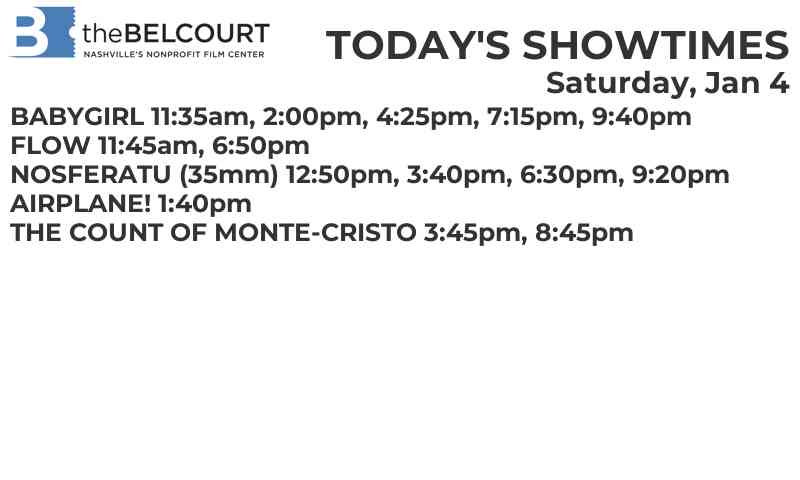 B theBELCOURT
NASHVILLE'S NONPROFIT FILM CENTER
TODAY'S SHOWTIMES
Saturday, Jan 4
BABYGIRL 11:35am, 2:00pm, 4:25pm, 7:15pm, 9:40pm
FLOW 11:45am, 6:50pm
NOSFERATU (35mm) 12:50pm, 3:40pm, 6:30pm, 9:20pm
AIRPLANE! 1:40pm
THE COUNT OF MONTE-CRISTO 3:45pm, 8:45pm